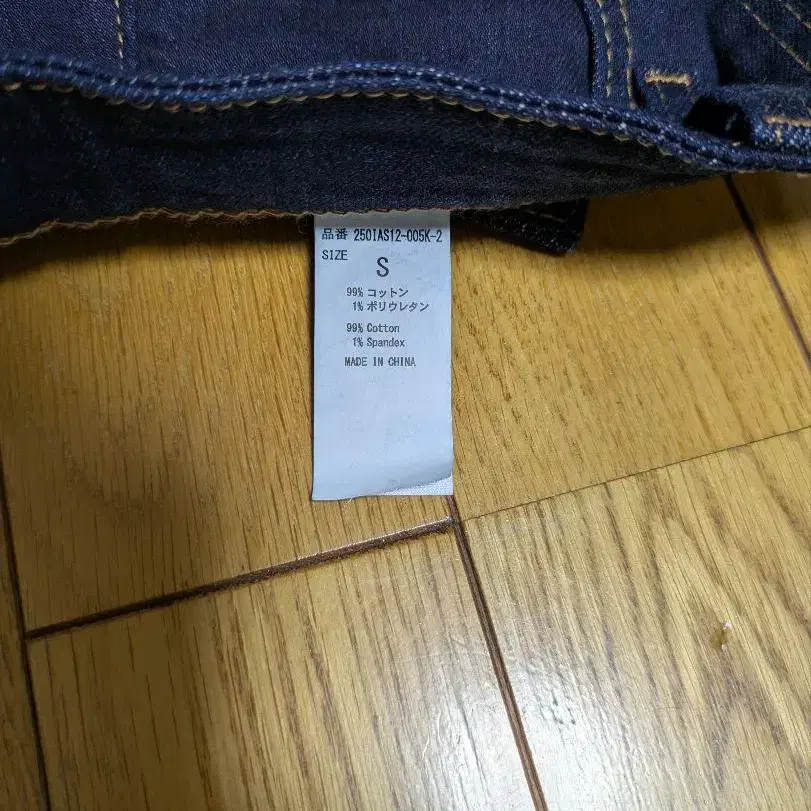 品番 250IAS12-005K-2
SIZE
S
99% コットン
1% ポリウレタン
99% Cotton
1% Spandex
MADE IN CHINA